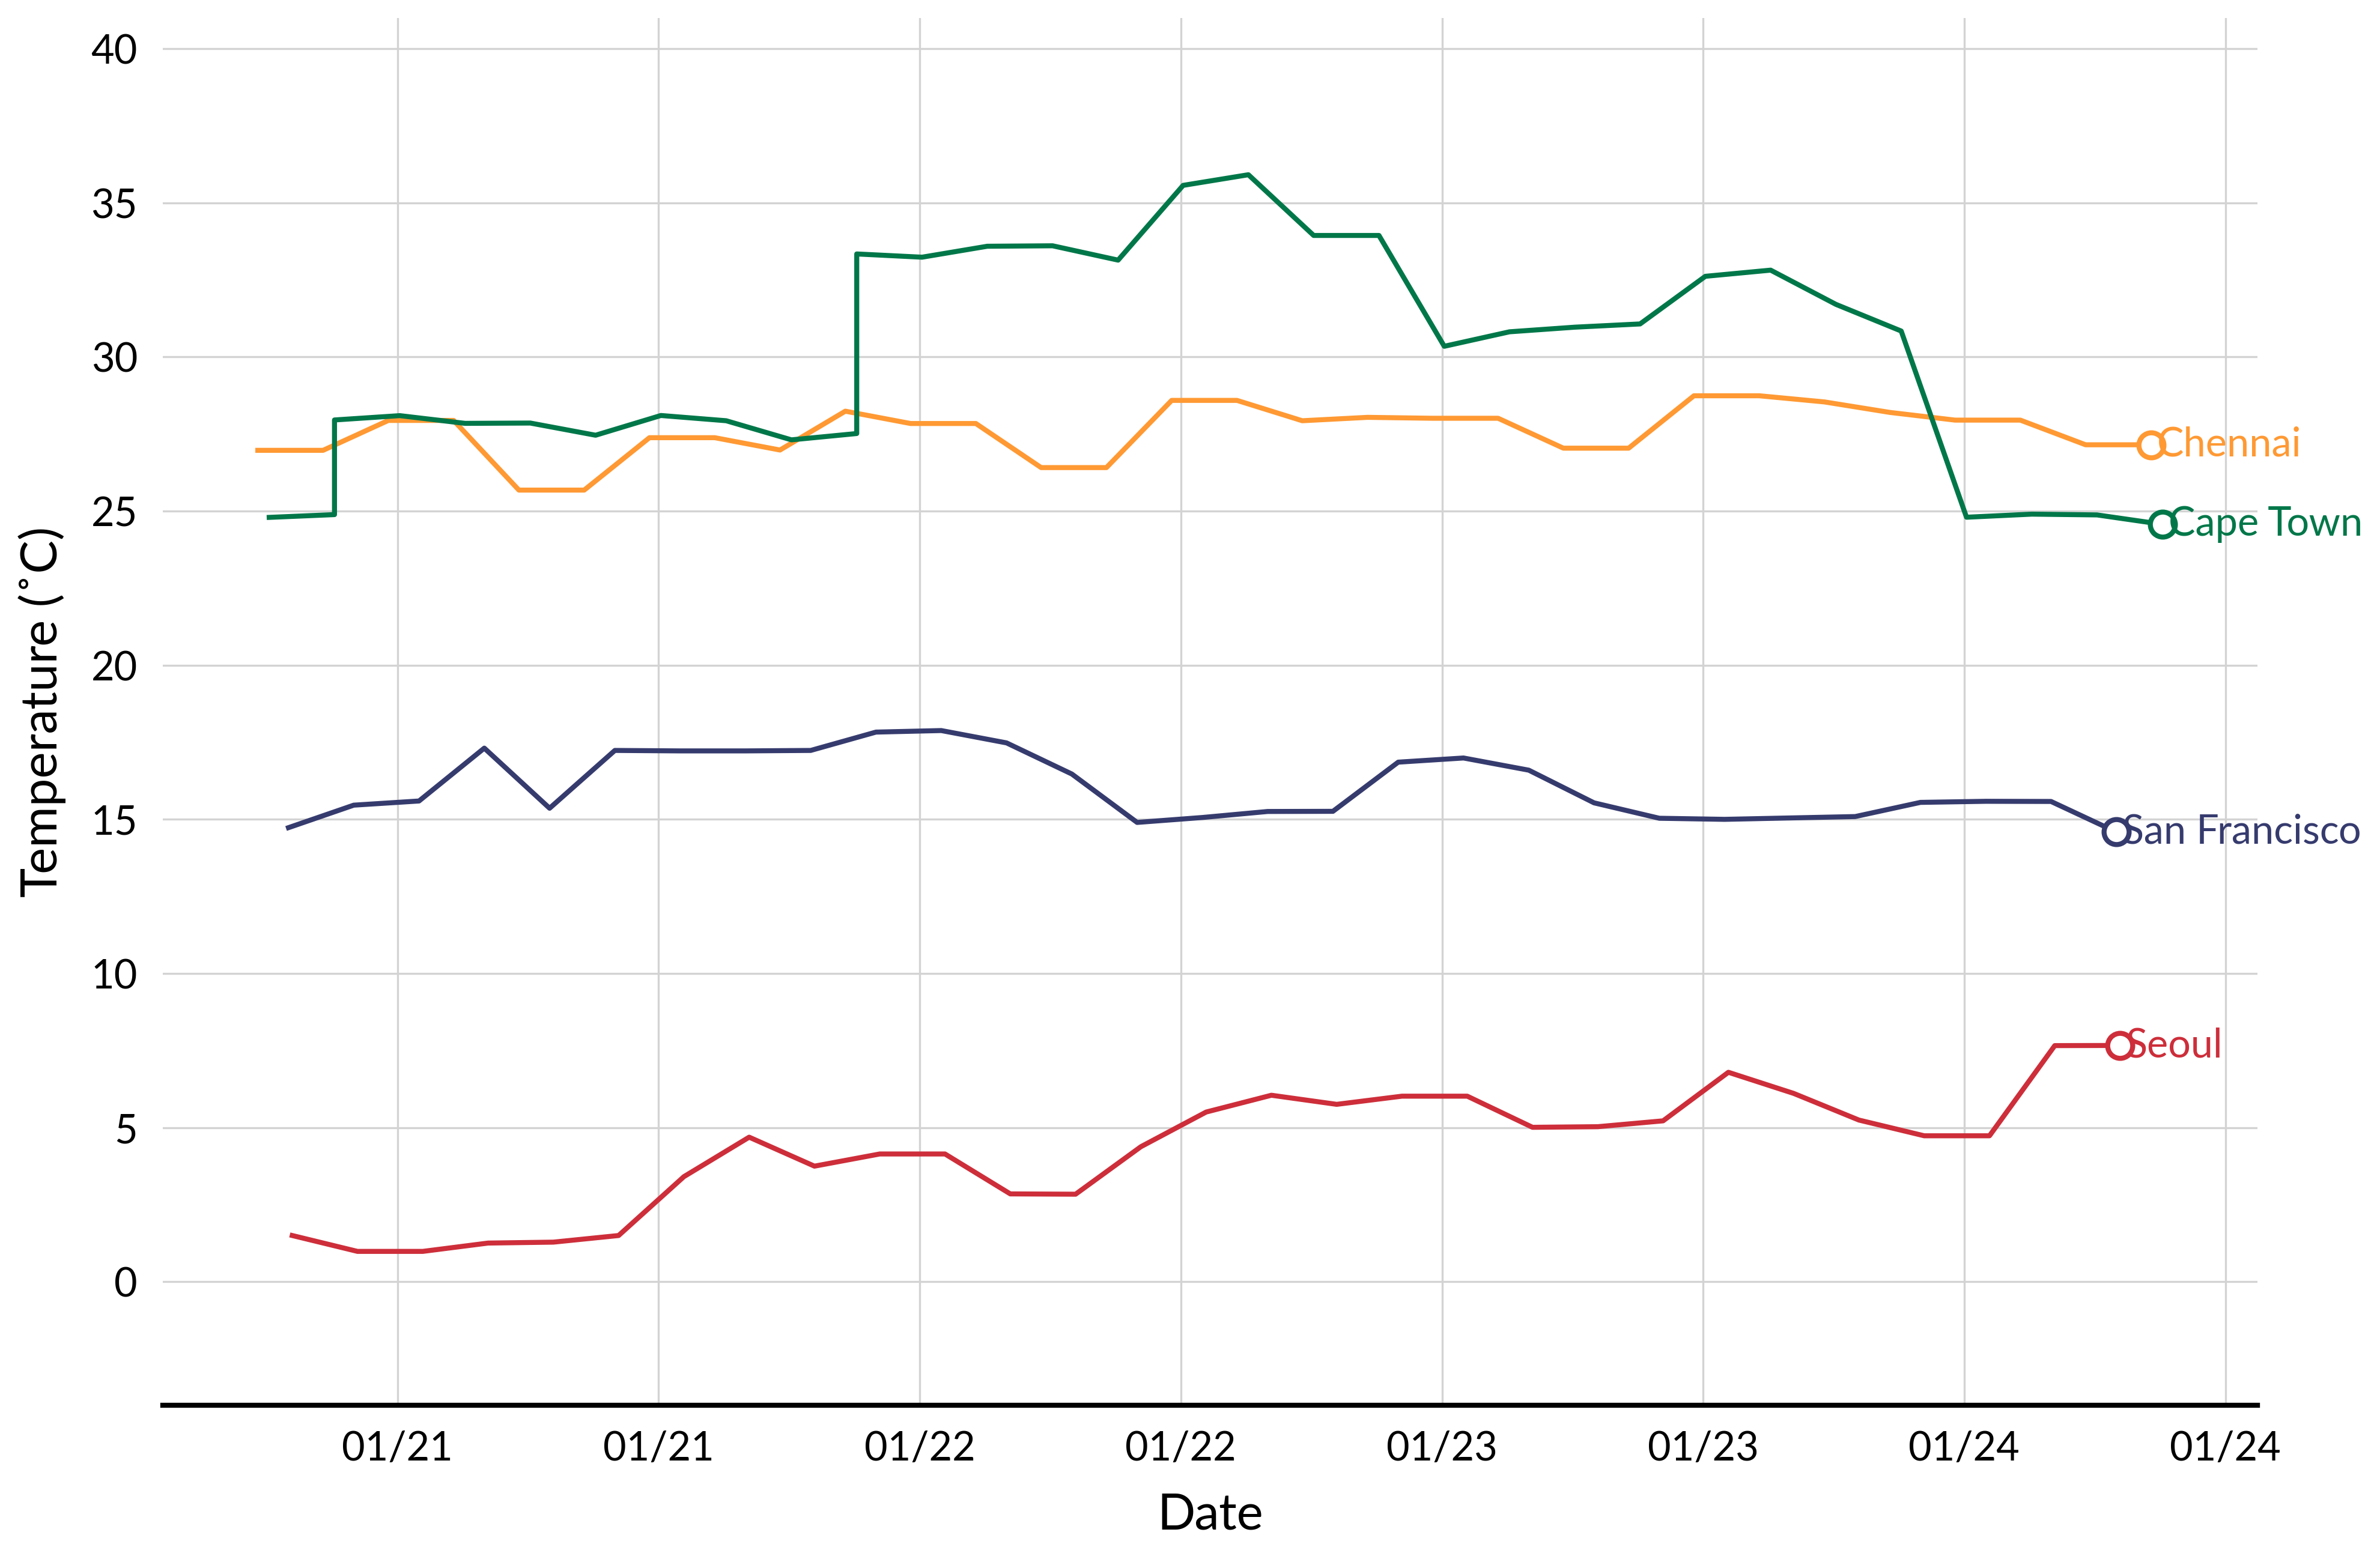 40
35
30
25
20
15
10
5
0
Temperature (°C)
Chennai
Cape Town
San Francisco
Seoul
01/21
01/21
01/22
01/22
01/23
01/23
01/24
01/24
Date